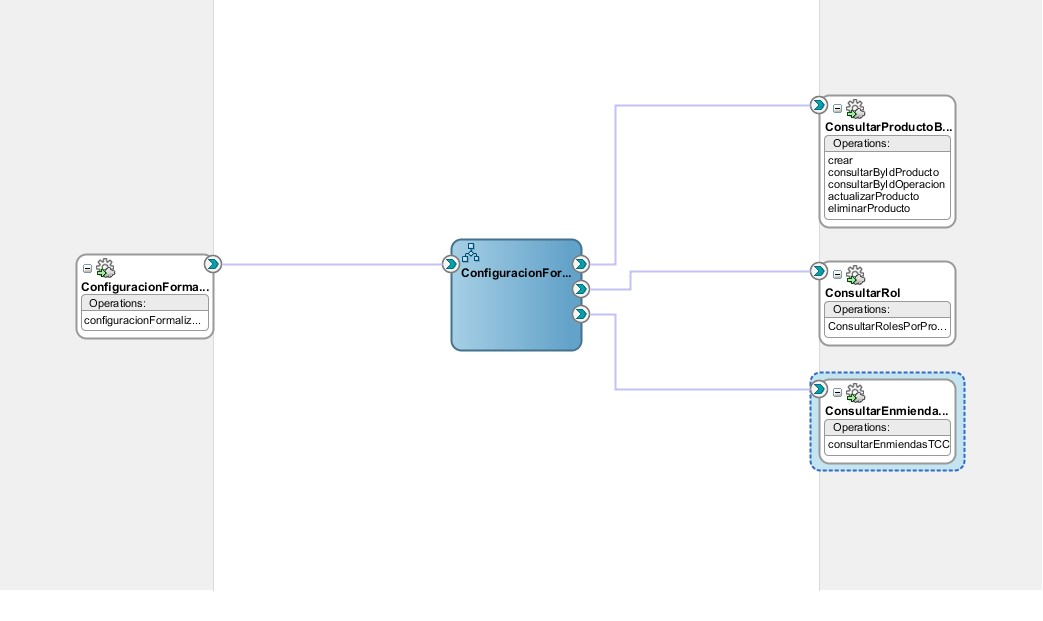 ConfiguracionForma...
Operations:
configuracionFormaliz...
ConfiguracionFor...
ConsultarProductoB...
Operations:
crear
consultarByIdProducto
consultarByIdOperacion
actualizarProducto
eliminarProducto
ConsultarRol
Operations:
ConsultarRolesPorPro...
ConsultarEnmienda...
Operations:
consultarEnmiendasTCC